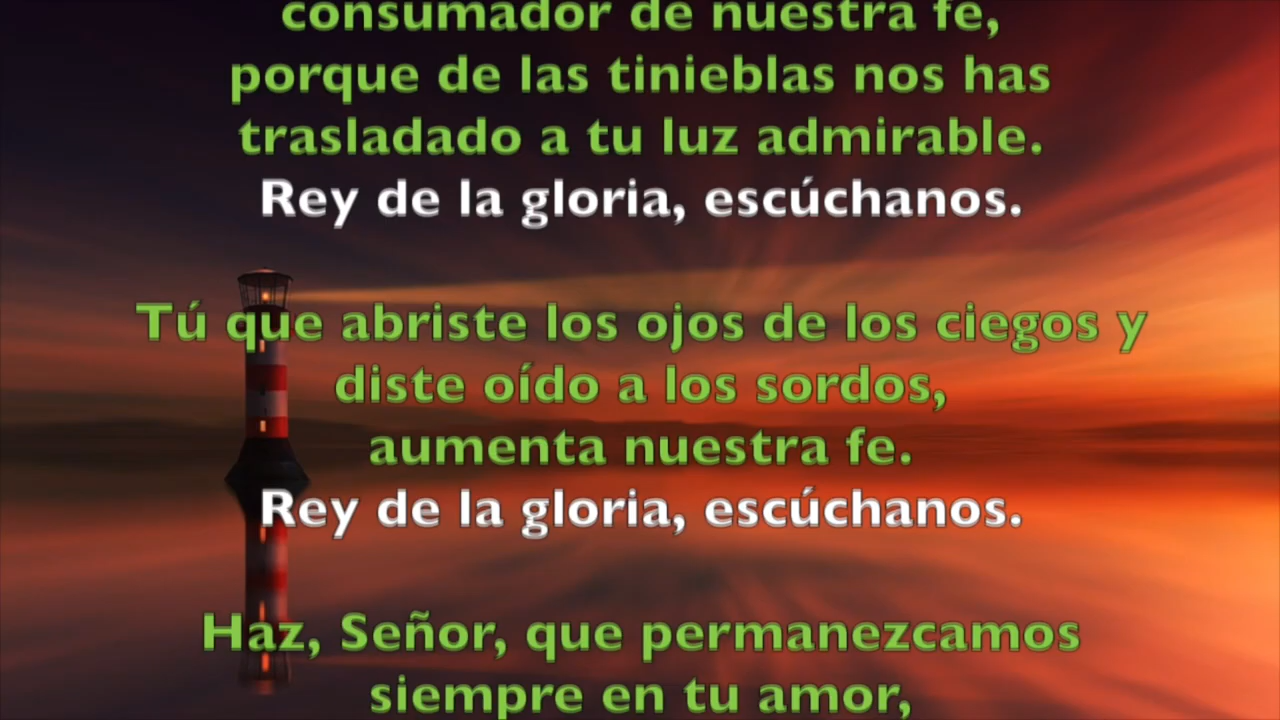 consumador de nuestra fe,
porque de las tinieblas nos has
trasladado a tu luz admirable.
Rey de la gloria, escúchanos.
Tú que abriste los ojos de los ciegos y
diste oído a los sordos,
aumenta nuestra fe.
Rey de la gloria, escúchanos.
Haz, Señor, que permanezcamos
siempre en tu amor,